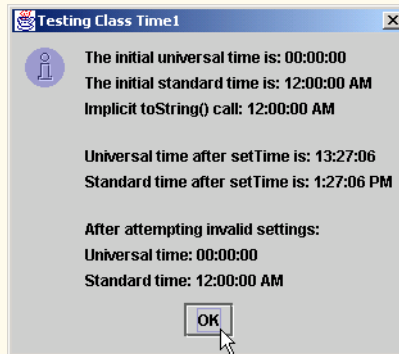 Testing Class Time1
The initial universal time is: 00:00:00
The initial standard time is: 12:00:00 AM
Implicit toString() call: 12:00:00 AM
Universal time after setTime is: 13:27:06
Standard time after setTime is: 1:27:06 PM
After attempting invalid settings:
Universal time: 00:00:00
Standard time: 12:00:00 AM
OK